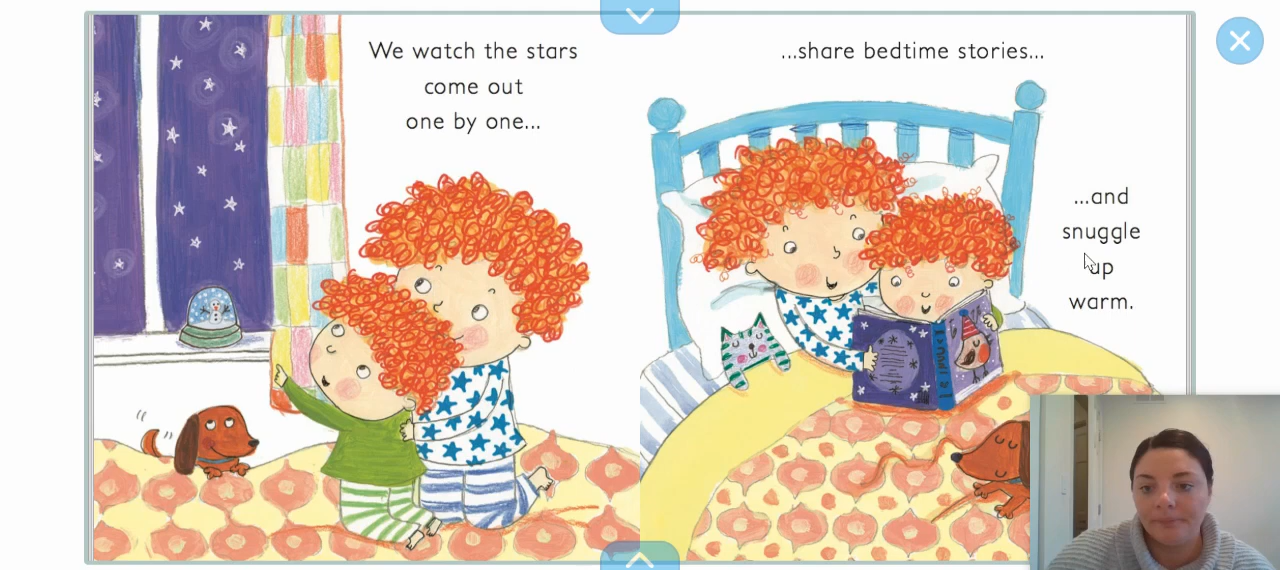 We watch the stars
come out
one by one...
...share bedtime stories...
...and
snuggle
up
warm.